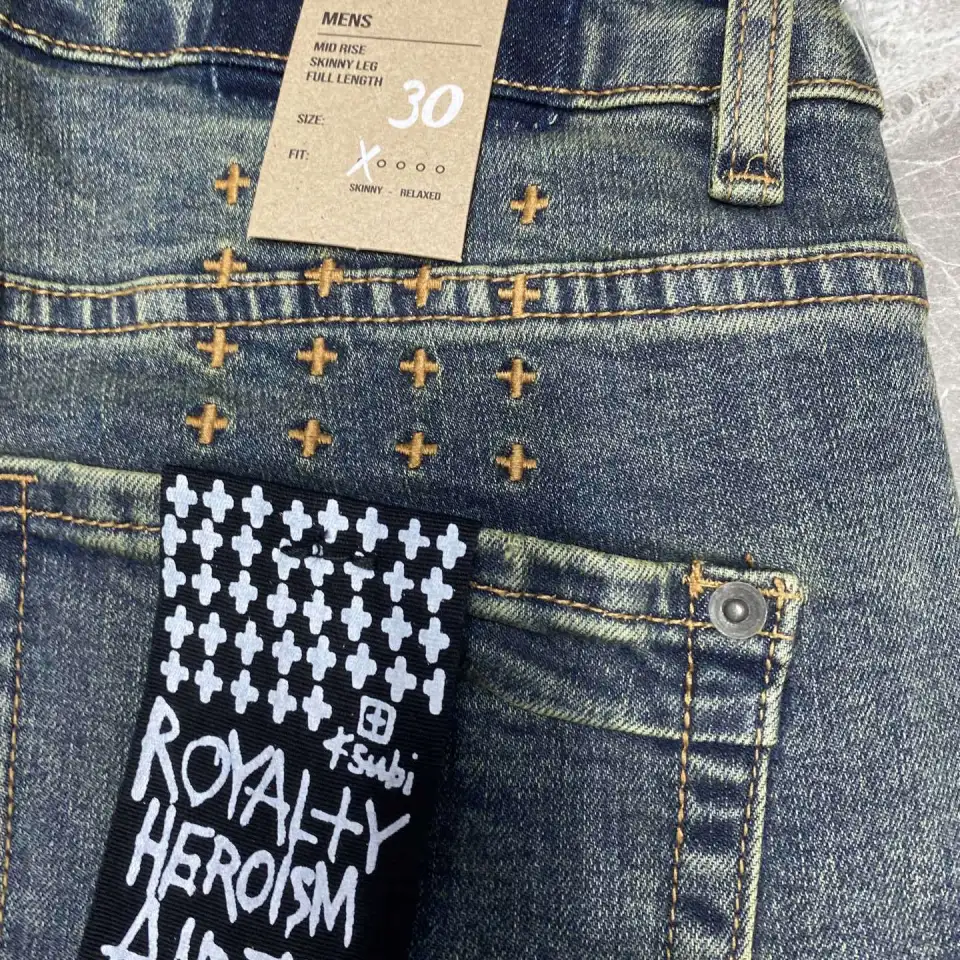 MENS
MID RISE
SKINNY LEG
FULL LENGTH
SIZE: 30
FIT: X
SKINNY - RELAXED
Ksubi
ROYALTY
HEROISM